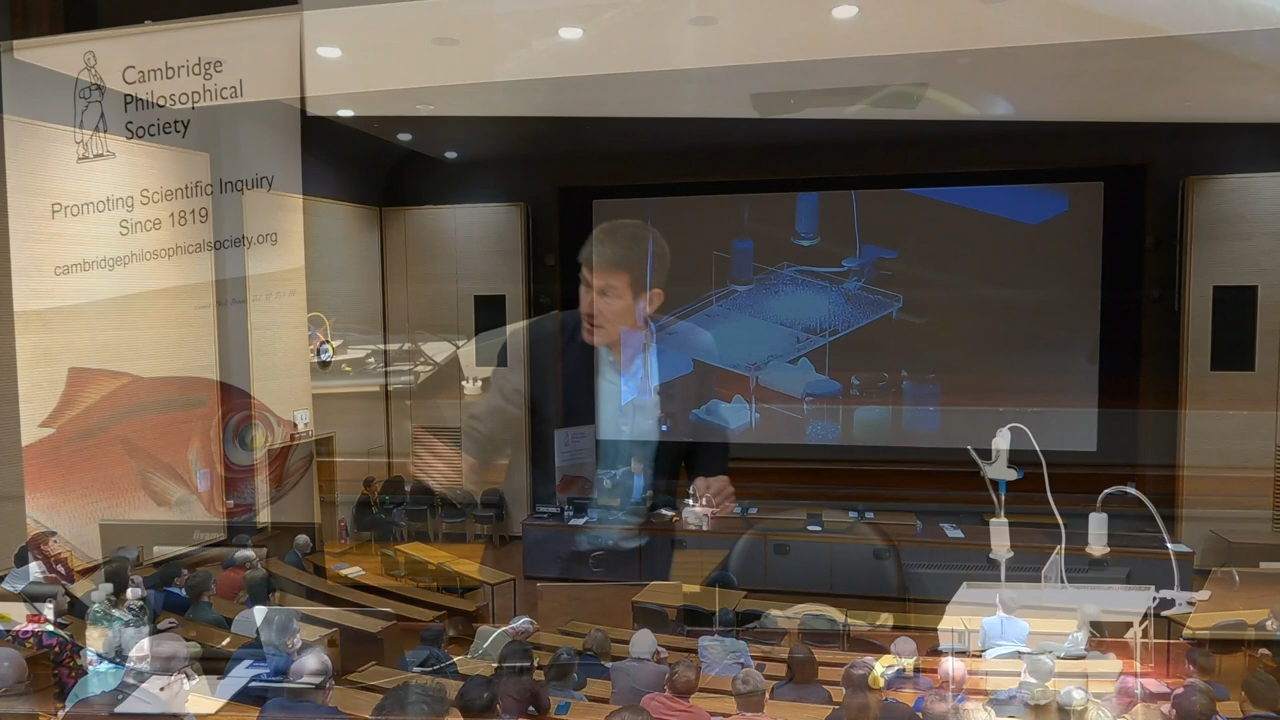 Cambridge
Philosophical
Society
Promoting Scientific Inquiry
Since 1819
cambridgephilosophicalsociety.org